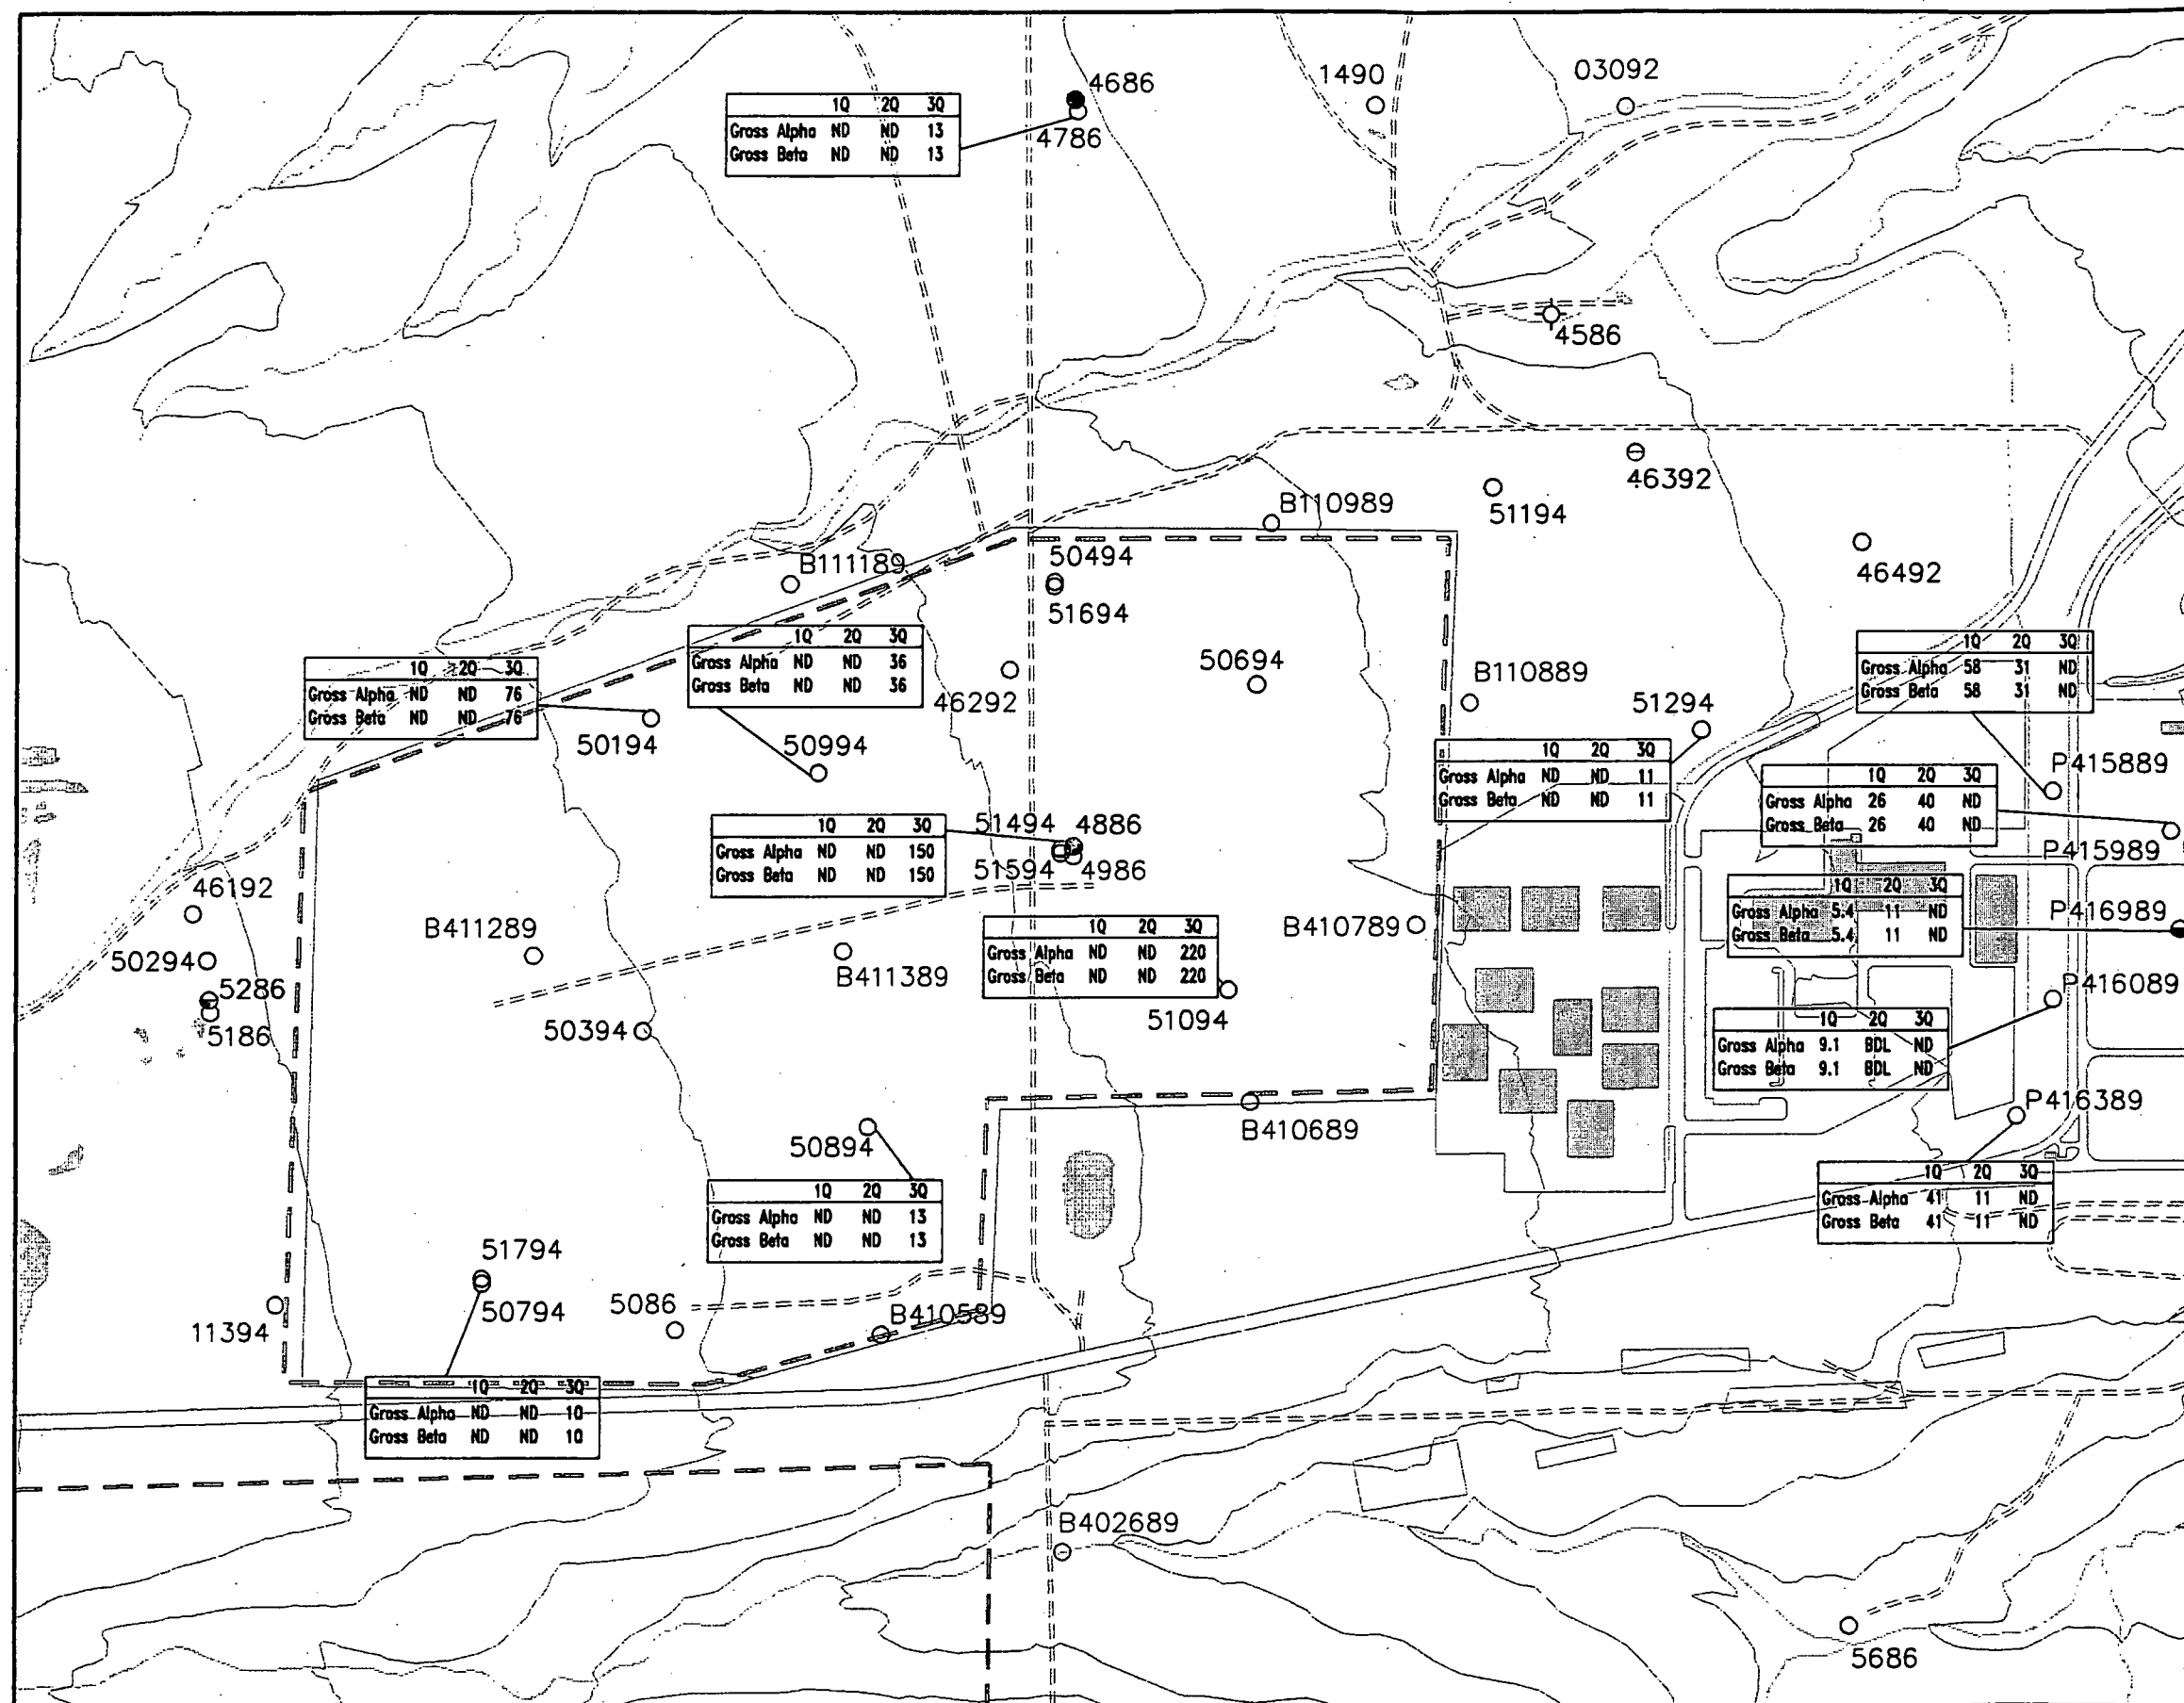 4686
1490
03092
1Q 2Q 3Q
Gross Alpha ND ND 13
Gross Beta ND ND 13
4786
4586
46392
B110989
51194
46492
50494
B111189
51694
1Q 2Q 3Q
Gross Alpha ND ND 36
Gross Beta ND ND 36
46292
50694
B110889
51294
1Q 2Q 3Q
Gross Alpha 58 31 ND
Gross Beta 58 31 ND
1Q 2Q 3Q
Gross Alpha ND ND 76
Gross Beta ND ND 76
50194
50994
1Q 2Q 3Q
Gross Alpha ND ND 11
Gross Beta ND ND 11
P415889
1Q 2Q 3Q
Gross Alpha 26 40 ND
Gross Beta 26 40 ND
1Q 2Q 3Q
Gross Alpha ND ND 150
Gross Beta ND ND 150
51494 4886
51594 4986
P415989
46192
1Q 2Q 3Q
Gross Alpha 5.4 11 ND
Gross Beta 5.4 11 ND
P416989
B411289
B410789
1Q 2Q 3Q
Gross Alpha ND ND 220
Gross Beta ND ND 220
50294
B411389
5286
P416089
5186
50394
51094
1Q 2Q 3Q
Gross Alpha 9.1 BDL ND
Gross Beta 9.1 BDL ND
P416389
50894
B410689
1Q 2Q 3Q
Gross Alpha 41 11 ND
Gross Beta 41 11 ND
1Q 2Q 3Q
Gross Alpha ND ND 13
Gross Beta ND ND 13
51794
50794
5086
B410589
11394
1Q 2Q 3Q
Gross Alpha ND ND 10
Gross Beta ND ND 10
B402689
5686